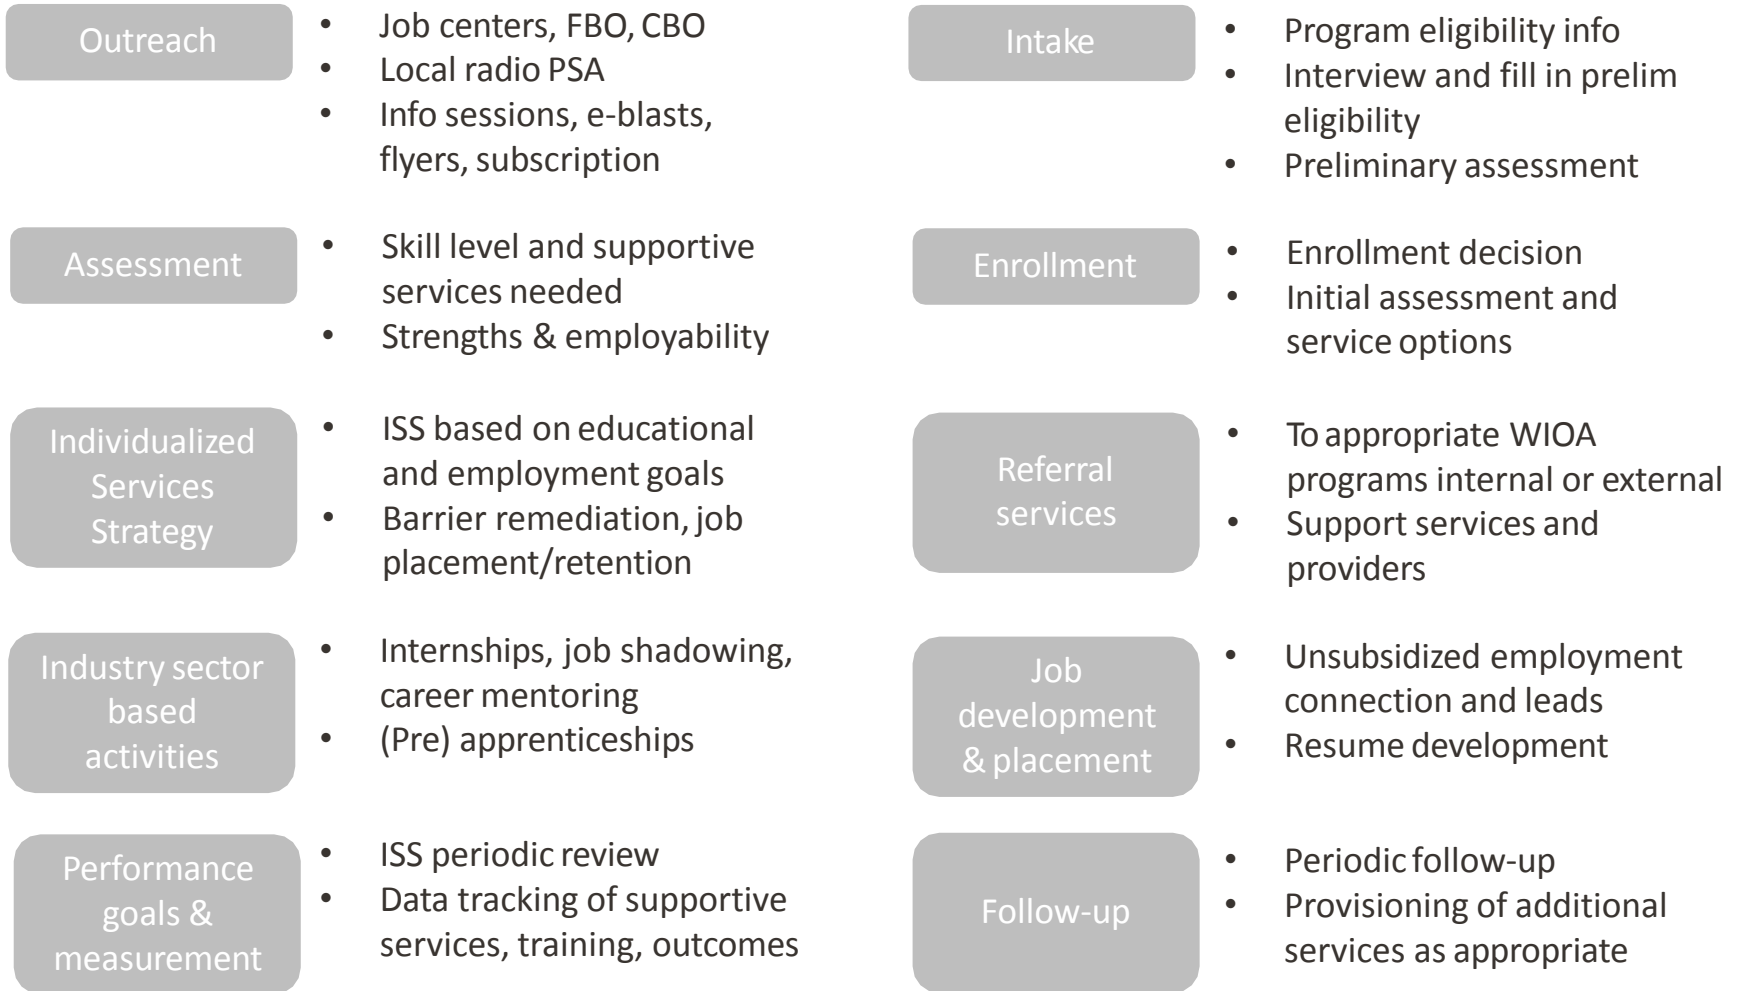 Outreach
• Job centers, FBO, CBO
• Local radio PSA
• Info sessions, e-blasts,
flyers, subscription
Intake
• Program eligibility info
• Interview and fill in prelim
eligibility
• Preliminary assessment
Assessment
• Skill level and supportive
services needed
• Strengths & employability
Enrollment
• Enrollment decision
• Initial assessment and
service options
Individualized
Services
Strategy
• ISS based on educational
and employment goals
• Barrier remediation, job
placement/retention
Referral
services
• To appropriate WIOA
programs internal or external
• Support services and
providers
Industry sector
based
activities
• Internships, job shadowing,
career mentoring
• (Pre) apprenticeships
Job
development
& placement
• Unsubsidized employment
connection and leads
• Resume development
Performance
goals &
measurement
• ISS periodic review
• Data tracking of supportive
services, training, outcomes
Follow-up
• Periodic follow-up
• Provisioning of additional
services as appropriate